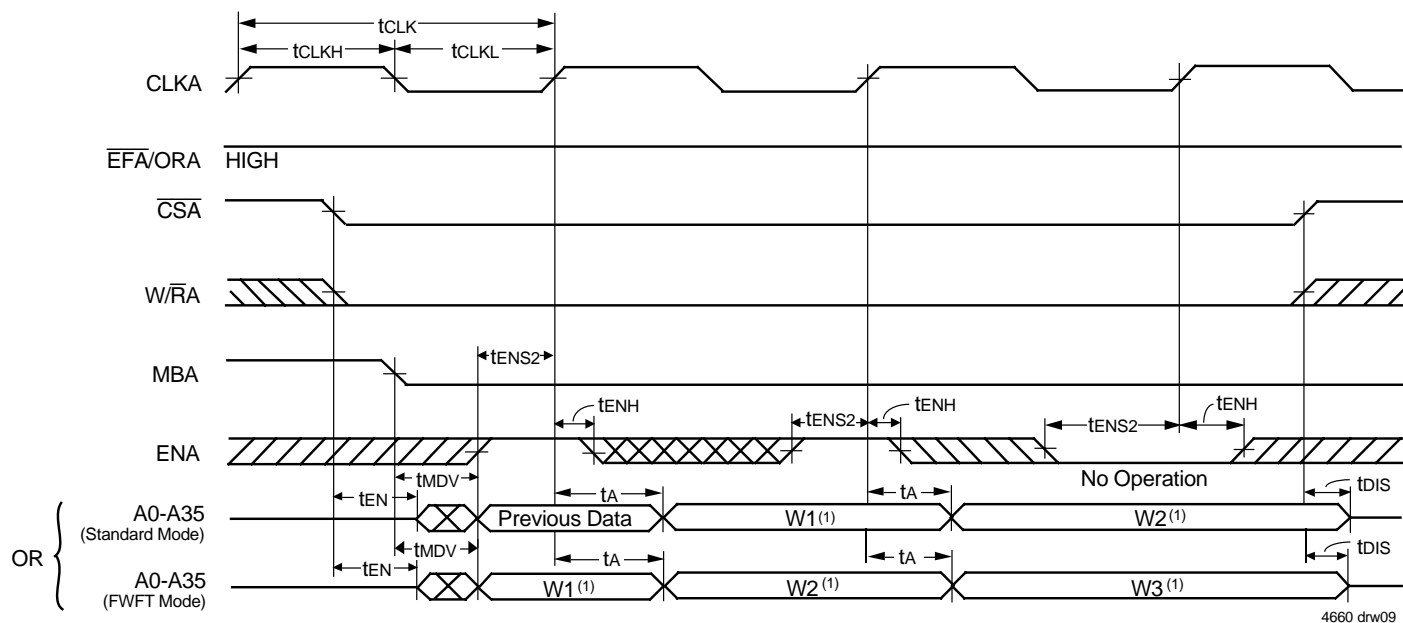 tCLK
tCLKH tCLKL
CLKA
EFA/ORA HIGH
CSA
W/RA
MBA
tENS2
tENH tENS2 tENH tENS2 tENH
ENA
No Operation
tMDV
tEN tA tA tDIS
A0-A35 Previous Data W1(1) W2(1)
(Standard Mode)
OR
tMDV tDIS
tEN tA tA
A0-A35 W1(1) W2(1) W3(1)
(FWFT Mode)
4660 drw09